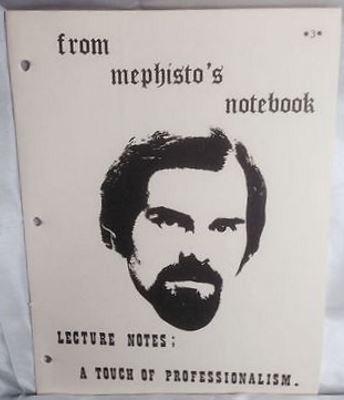 *3*
from
mephisto's
notebook
LECTURE NOTES;
A TOUCH OF PROFESSIONALISM.